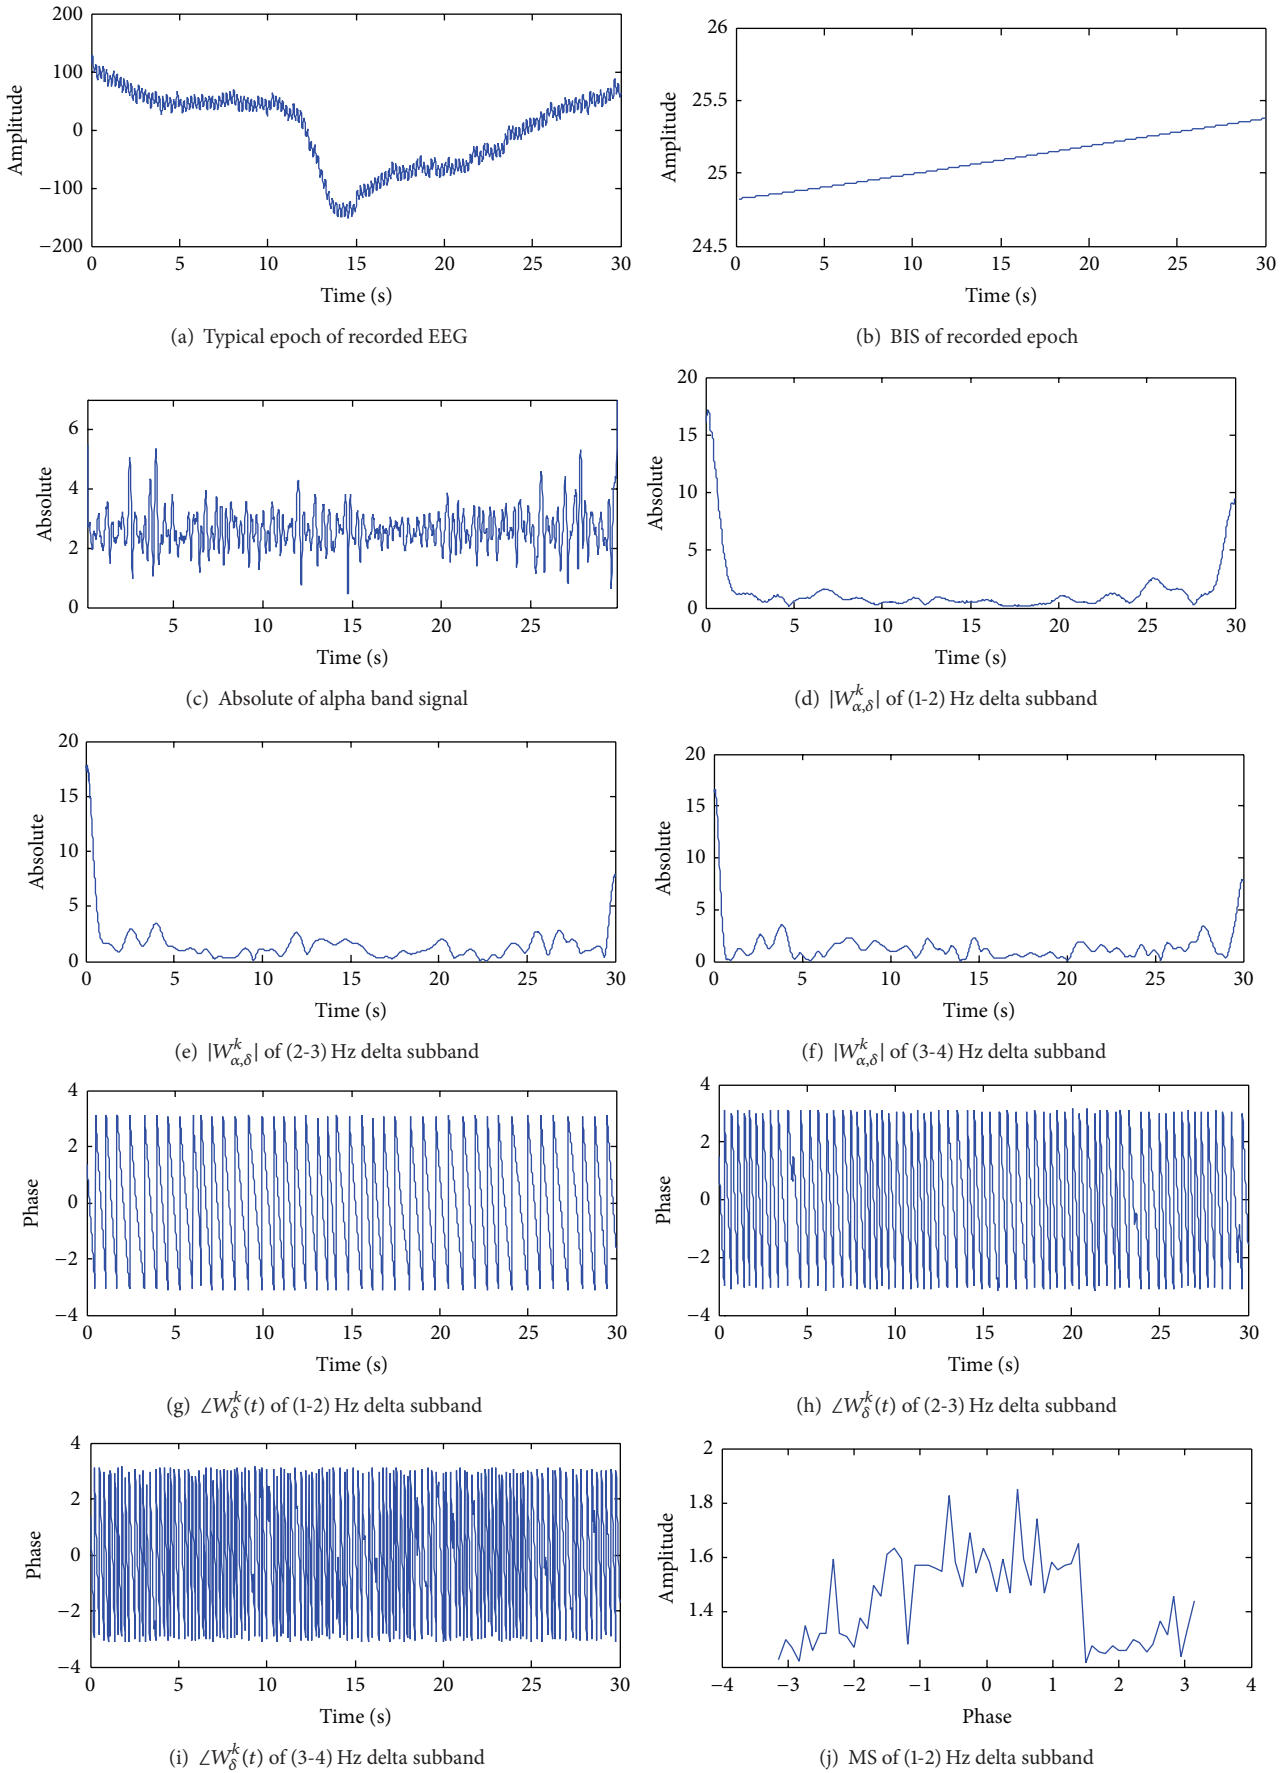 200
100
0
−100
−200
Amplitude
0 5 10 15 20 25 30
Time (s)
(a) Typical epoch of recorded EEG
26
25.5
25
24.5
Amplitude
0 5 10 15 20 25 30
Time (s)
(b) BIS of recorded epoch
6
4
2
0
Absolute
5 10 15 20 25 30
Time (s)
(c) Absolute of alpha band signal
20
15
10
5
0
Absolute
0 5 10 15 20 25 30
Time (s)
(d) |W^k_{α,δ}| of (1-2) Hz delta subband
20
15
10
5
0
Absolute
0 5 10 15 20 25 30
Time (s)
(e) |W^k_{α,δ}| of (2-3) Hz delta subband
20
15
10
5
0
Absolute
0 5 10 15 20 25 30
Time (s)
(f) |W^k_{α,δ}| of (3-4) Hz delta subband
4
2
0
−2
−4
Phase
0 5 10 15 20 25 30
Time (s)
(g) ∠W^k_δ(t) of (1-2) Hz delta subband
4
2
0
−2
−4
Phase
0 5 10 15 20 25 30
Time (s)
(h) ∠W^k_δ(t) of (2-3) Hz delta subband
4
2
0
−2
−4
Phase
0 5 10 15 20 25 30
Time (s)
(i) ∠W^k_δ(t) of (3-4) Hz delta subband
2
1.8
1.6
1.4
Amplitude
−4 −3 −2 −1 0 1 2 3 4
Phase
(j) MS of (1-2) Hz delta subband